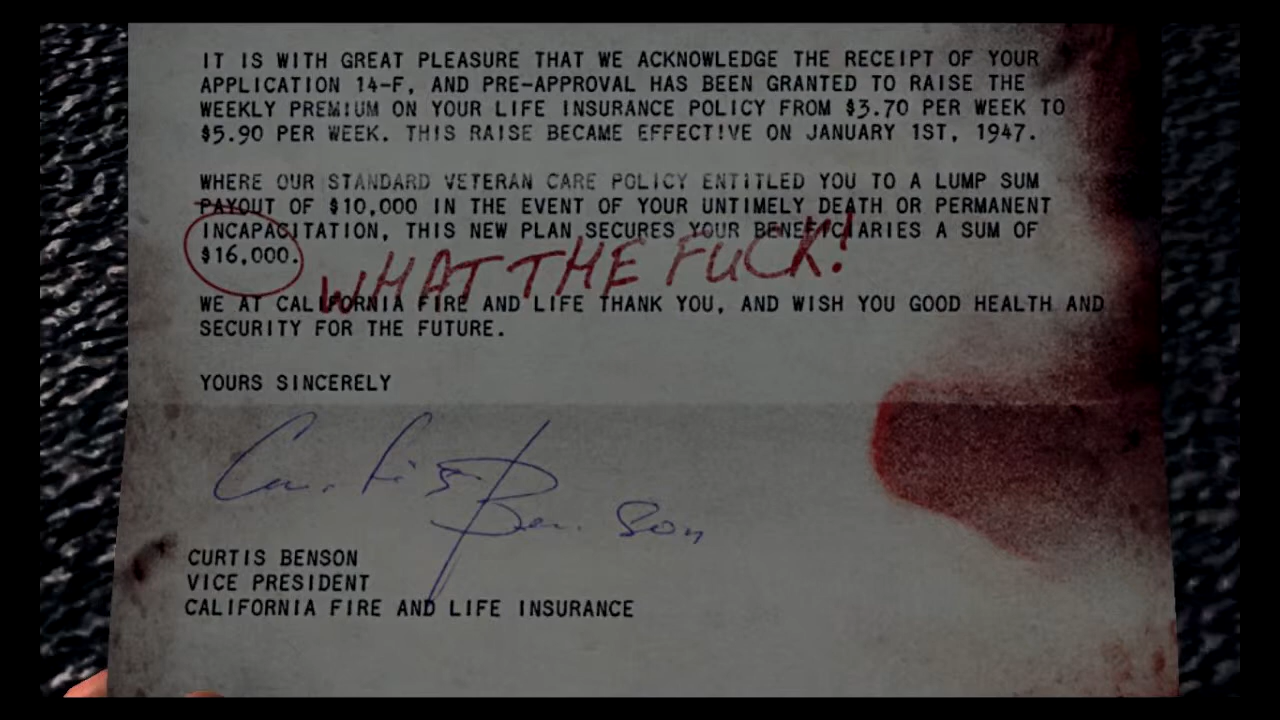 IT IS WITH GREAT PLEASURE THAT WE ACKNOWLEDGE THE RECEIPT OF YOUR
APPLICATION 14-F, AND PRE-APPROVAL HAS BEEN GRANTED TO RAISE THE
WEEKLY PREMIUM ON YOUR LIFE INSURANCE POLICY FROM $3.70 PER WEEK TO
$5.90 PER WEEK. THIS RAISE BECAME EFFECTIVE ON JANUARY 1ST, 1947.
WHERE OUR STANDARD VETERAN CARE POLICY ENTITLED YOU TO A LUMP SUM
PAYOUT OF $10,000 IN THE EVENT OF YOUR UNTIMELY DEATH OR PERMANENT
INCAPACITATION, THIS NEW PLAN SECURES YOUR BENEFICIARIES A SUM OF
$16,000.
WHAT THE FUCK!
WE AT CALIFORNIA FIRE AND LIFE THANK YOU, AND WISH YOU GOOD HEALTH AND
SECURITY FOR THE FUTURE.
YOURS SINCERELY
Curtis Benson
CURTIS BENSON
VICE PRESIDENT
CALIFORNIA FIRE AND LIFE INSURANCE